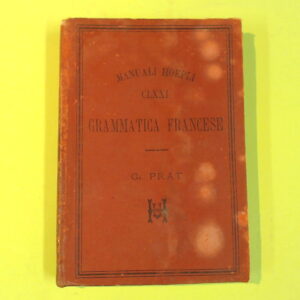 MANUALI HOEPLI
CLXXI
GRAMMATICA FRANCESE
G. PRAT